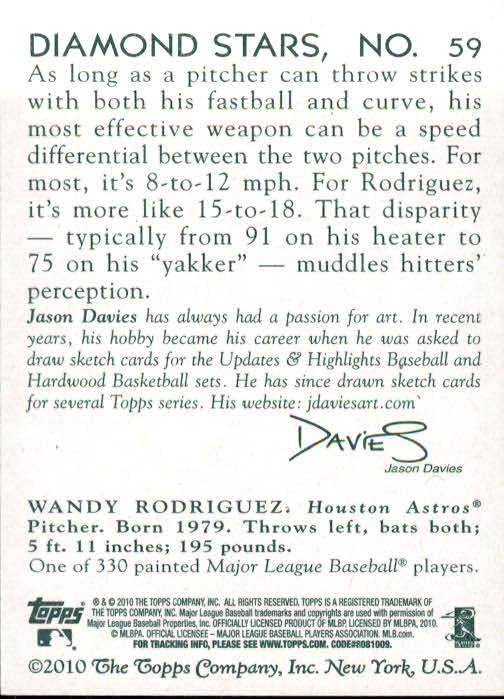 DIAMOND STARS, NO. 59
As long as a pitcher can throw strikes
with both his fastball and curve, his
most effective weapon can be a speed
differential between the two pitches. For
most, it's 8-to-12 mph. For Rodriguez,
it's more like 15-to-18. That disparity
— typically from 91 on his heater to
75 on his "yakker" — muddles hitters'
perception.
Jason Davies has always had a passion for art. In recent
years, his hobby became his career when he was asked to
draw sketch cards for the Updates & Highlights Baseball and
Hardwood Basketball sets. He has since drawn sketch cards
for several Topps series. His website: jdaviesart.com
DAVIES
Jason Davies
WANDY RODRIGUEZ. Houston Astros®
Pitcher. Born 1979. Throws left, bats both;
5 ft. 11 inches; 195 pounds.
One of 330 painted Major League Baseball® players.
topps
® & © 2010 THE TOPPS COMPANY, INC. ALL RIGHTS RESERVED. TOPPS IS A REGISTERED TRADEMARK OF
THE TOPPS COMPANY, INC. Major League Baseball trademarks and copyrights are used with permission of
Major League Baseball Properties, Inc. OFFICIALLY LICENSED PRODUCT OF MLBP. LICENSED BY MLBPA, 2010.
© MLBPA. OFFICIAL LICENSEE – MAJOR LEAGUE BASEBALL PLAYERS ASSOCIATION. MLB.com.
FOR TRADING INFO, PLEASE SEE WWW.TOPPS.COM. CODE#8081009.
©2010 The Topps Company, Inc. New York, U.S.A.